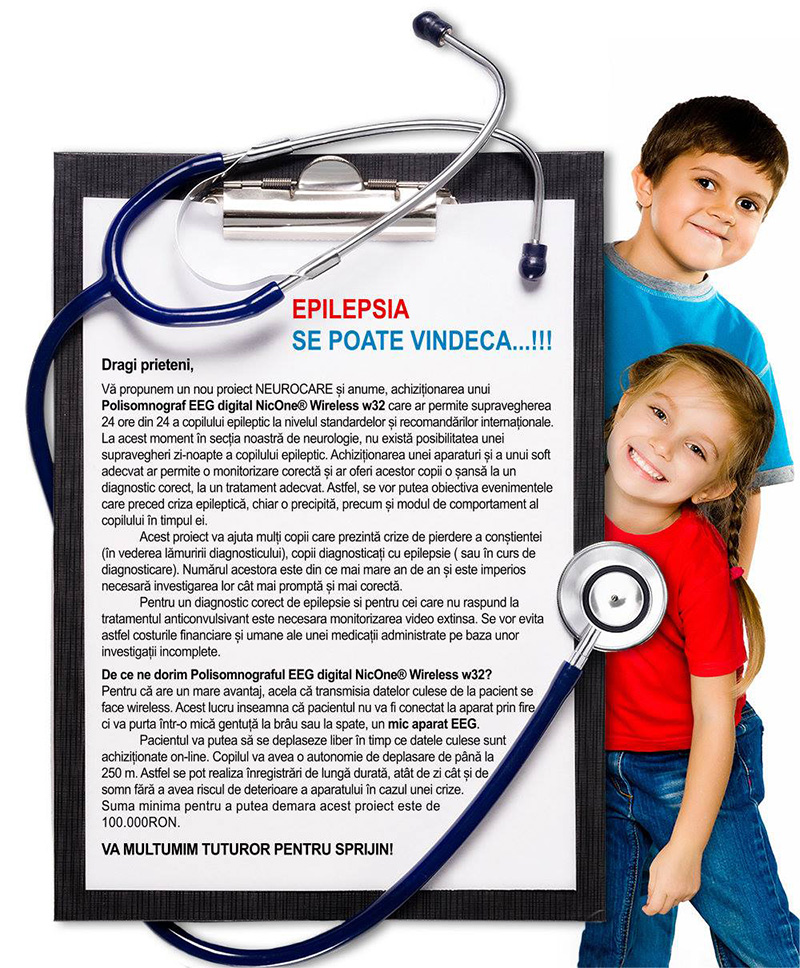 EPILEPSIA
SE POATE VINDECA...!!!
Dragi prieteni,
Vă propunem un nou proiect NEUROCARE și anume, achiziționarea unui
Polisomnograf EEG digital NicOne® Wireless w32 care ar permite supravegherea
24 ore din 24 a copilului epileptic la nivelul standardelor și recomandărilor internaționale.
La acest moment în secția noastră de neurologie, nu există posibilitatea unei
supravegheri zi-noapte a copilului epileptic. Achiziționarea unei aparaturi și a unui soft
adecvat ar permite o monitorizare corectă și ar oferi acestor copii o șansă la un
diagnostic corect, la un tratament adecvat. Astfel, se vor putea obiectiva evenimentele
care preced criza epileptică, chiar o precipită, precum și modul de comportament al
copilului în timpul ei.
Acest proiect va ajuta mulți copii care prezintă crize de pierdere a conștientei
(în vederea lămuririi diagnosticului), copii diagnosticați cu epilepsie ( sau în curs de
diagnosticare). Numărul acestora este din ce mai mare an de an și este imperios
necesară investigarea lor cât mai promptă și mai corectă.
Pentru un diagnostic corect de epilepsie si pentru cei care nu raspund la
tratamentul anticonvulsivant este necesara monitorizarea video extinsa. Se vor evita
astfel costurile financiare și umane ale unei medicații administrate pe baza unor
investigații incomplete.
De ce ne dorim Polisomnograful EEG digital NicOne® Wireless w32?
Pentru că are un mare avantaj, acela că transmisia datelor culese de la pacient se
face wireless. Acest lucru inseamna că pacientul nu va fi conectat la aparat prin fire
ci va purta într-o mică gentuță la brâu sau la spate, un mic aparat EEG.
Pacientul va putea să se deplaseze liber în timp ce datele culese sunt
achiziționate on-line. Copilul va avea o autonomie de deplasare de până la
250 m. Astfel se pot realiza înregistrări de lungă durată, atât de zi cât și de
somn fără a avea riscul de deterioare a aparatului în cazul unei crize.
Suma minima pentru a putea demara acest proiect este de
100.000RON.
VA MULTUMIM TUTUROR PENTRU SPRIJIN!